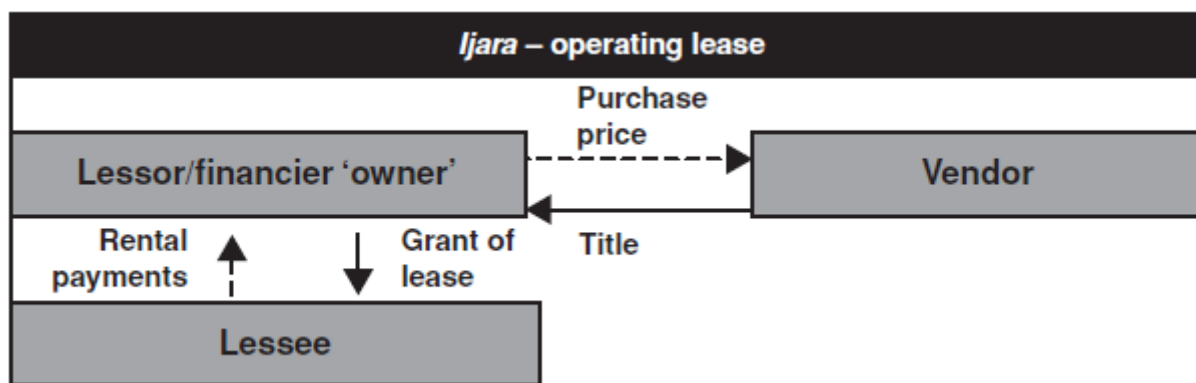 Ijara – operating lease
Purchase
price
Lessor/financier ‘owner’
Vendor
Title
Rental
payments
Grant of
lease
Lessee